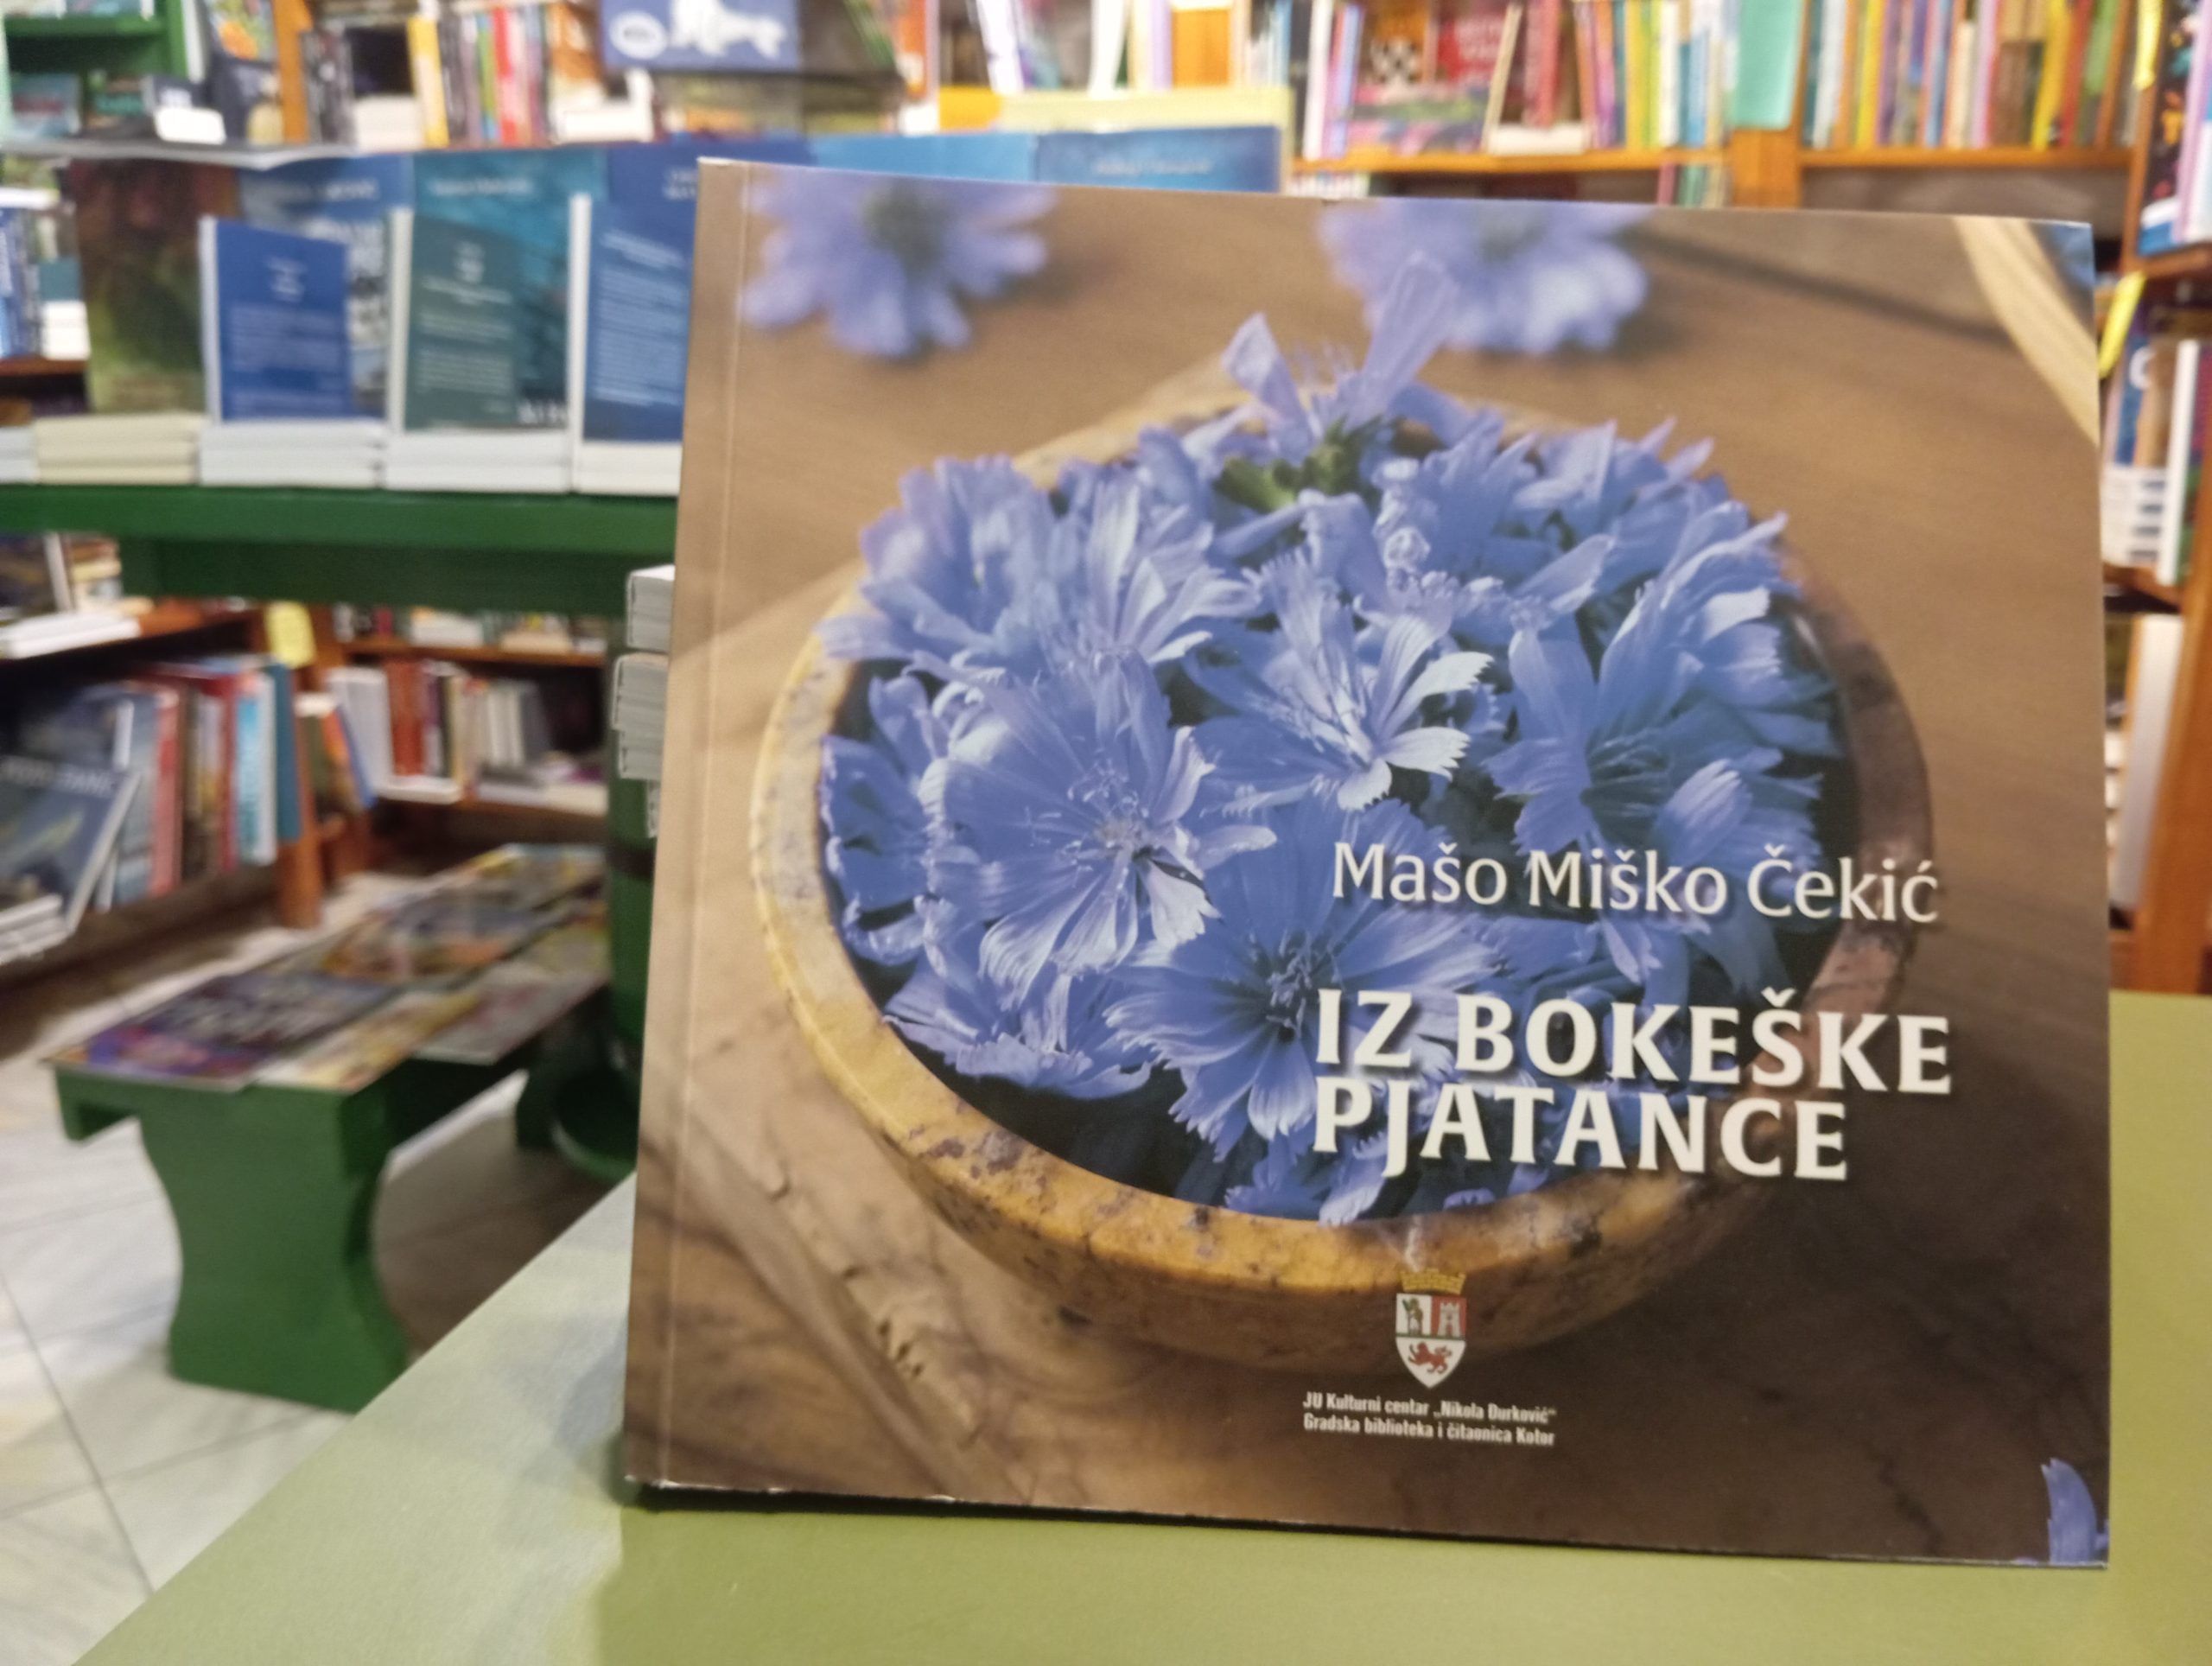 Mašo Miško Čekić
IZ BOKEŠKE
PJATANCE
JU Kulturni centar „Nikola Đurković“
Gradska biblioteka i čitaonica Kotor